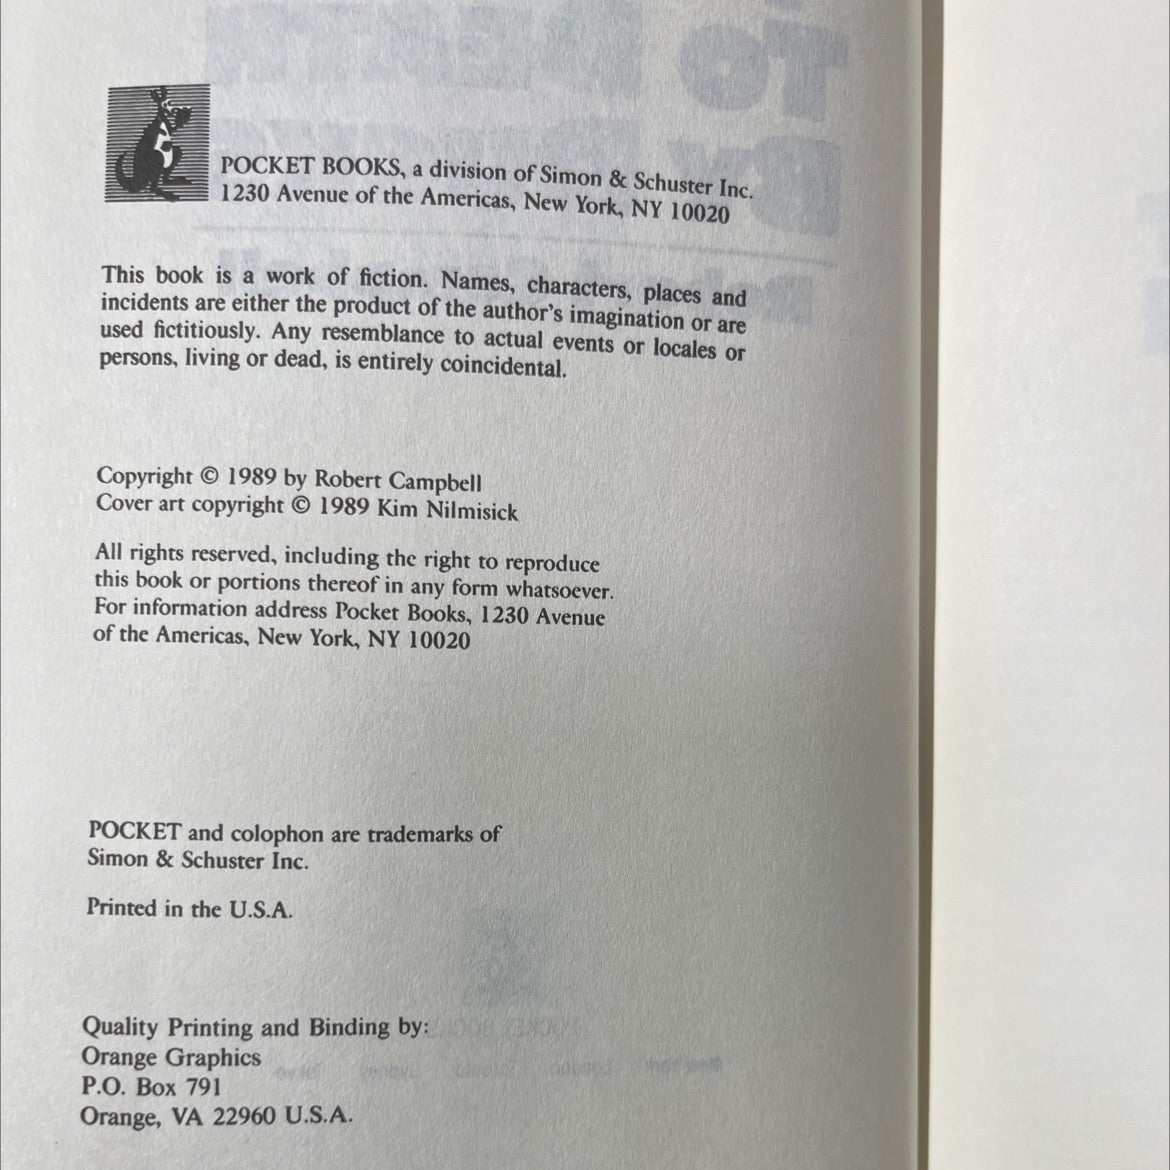 POCKET BOOKS, a division of Simon & Schuster Inc.
1230 Avenue of the Americas, New York, NY 10020
This book is a work of fiction. Names, characters, places and
incidents are either the product of the author's imagination or are
used fictitiously. Any resemblance to actual events or locales or
persons, living or dead, is entirely coincidental.
Copyright © 1989 by Robert Campbell
Cover art copyright © 1989 Kim Nilmisick
All rights reserved, including the right to reproduce
this book or portions thereof in any form whatsoever.
For information address Pocket Books, 1230 Avenue
of the Americas, New York, NY 10020
POCKET and colophon are trademarks of
Simon & Schuster Inc.
Printed in the U.S.A.
Quality Printing and Binding by:
Orange Graphics
P.O. Box 791
Orange, VA 22960 U.S.A.